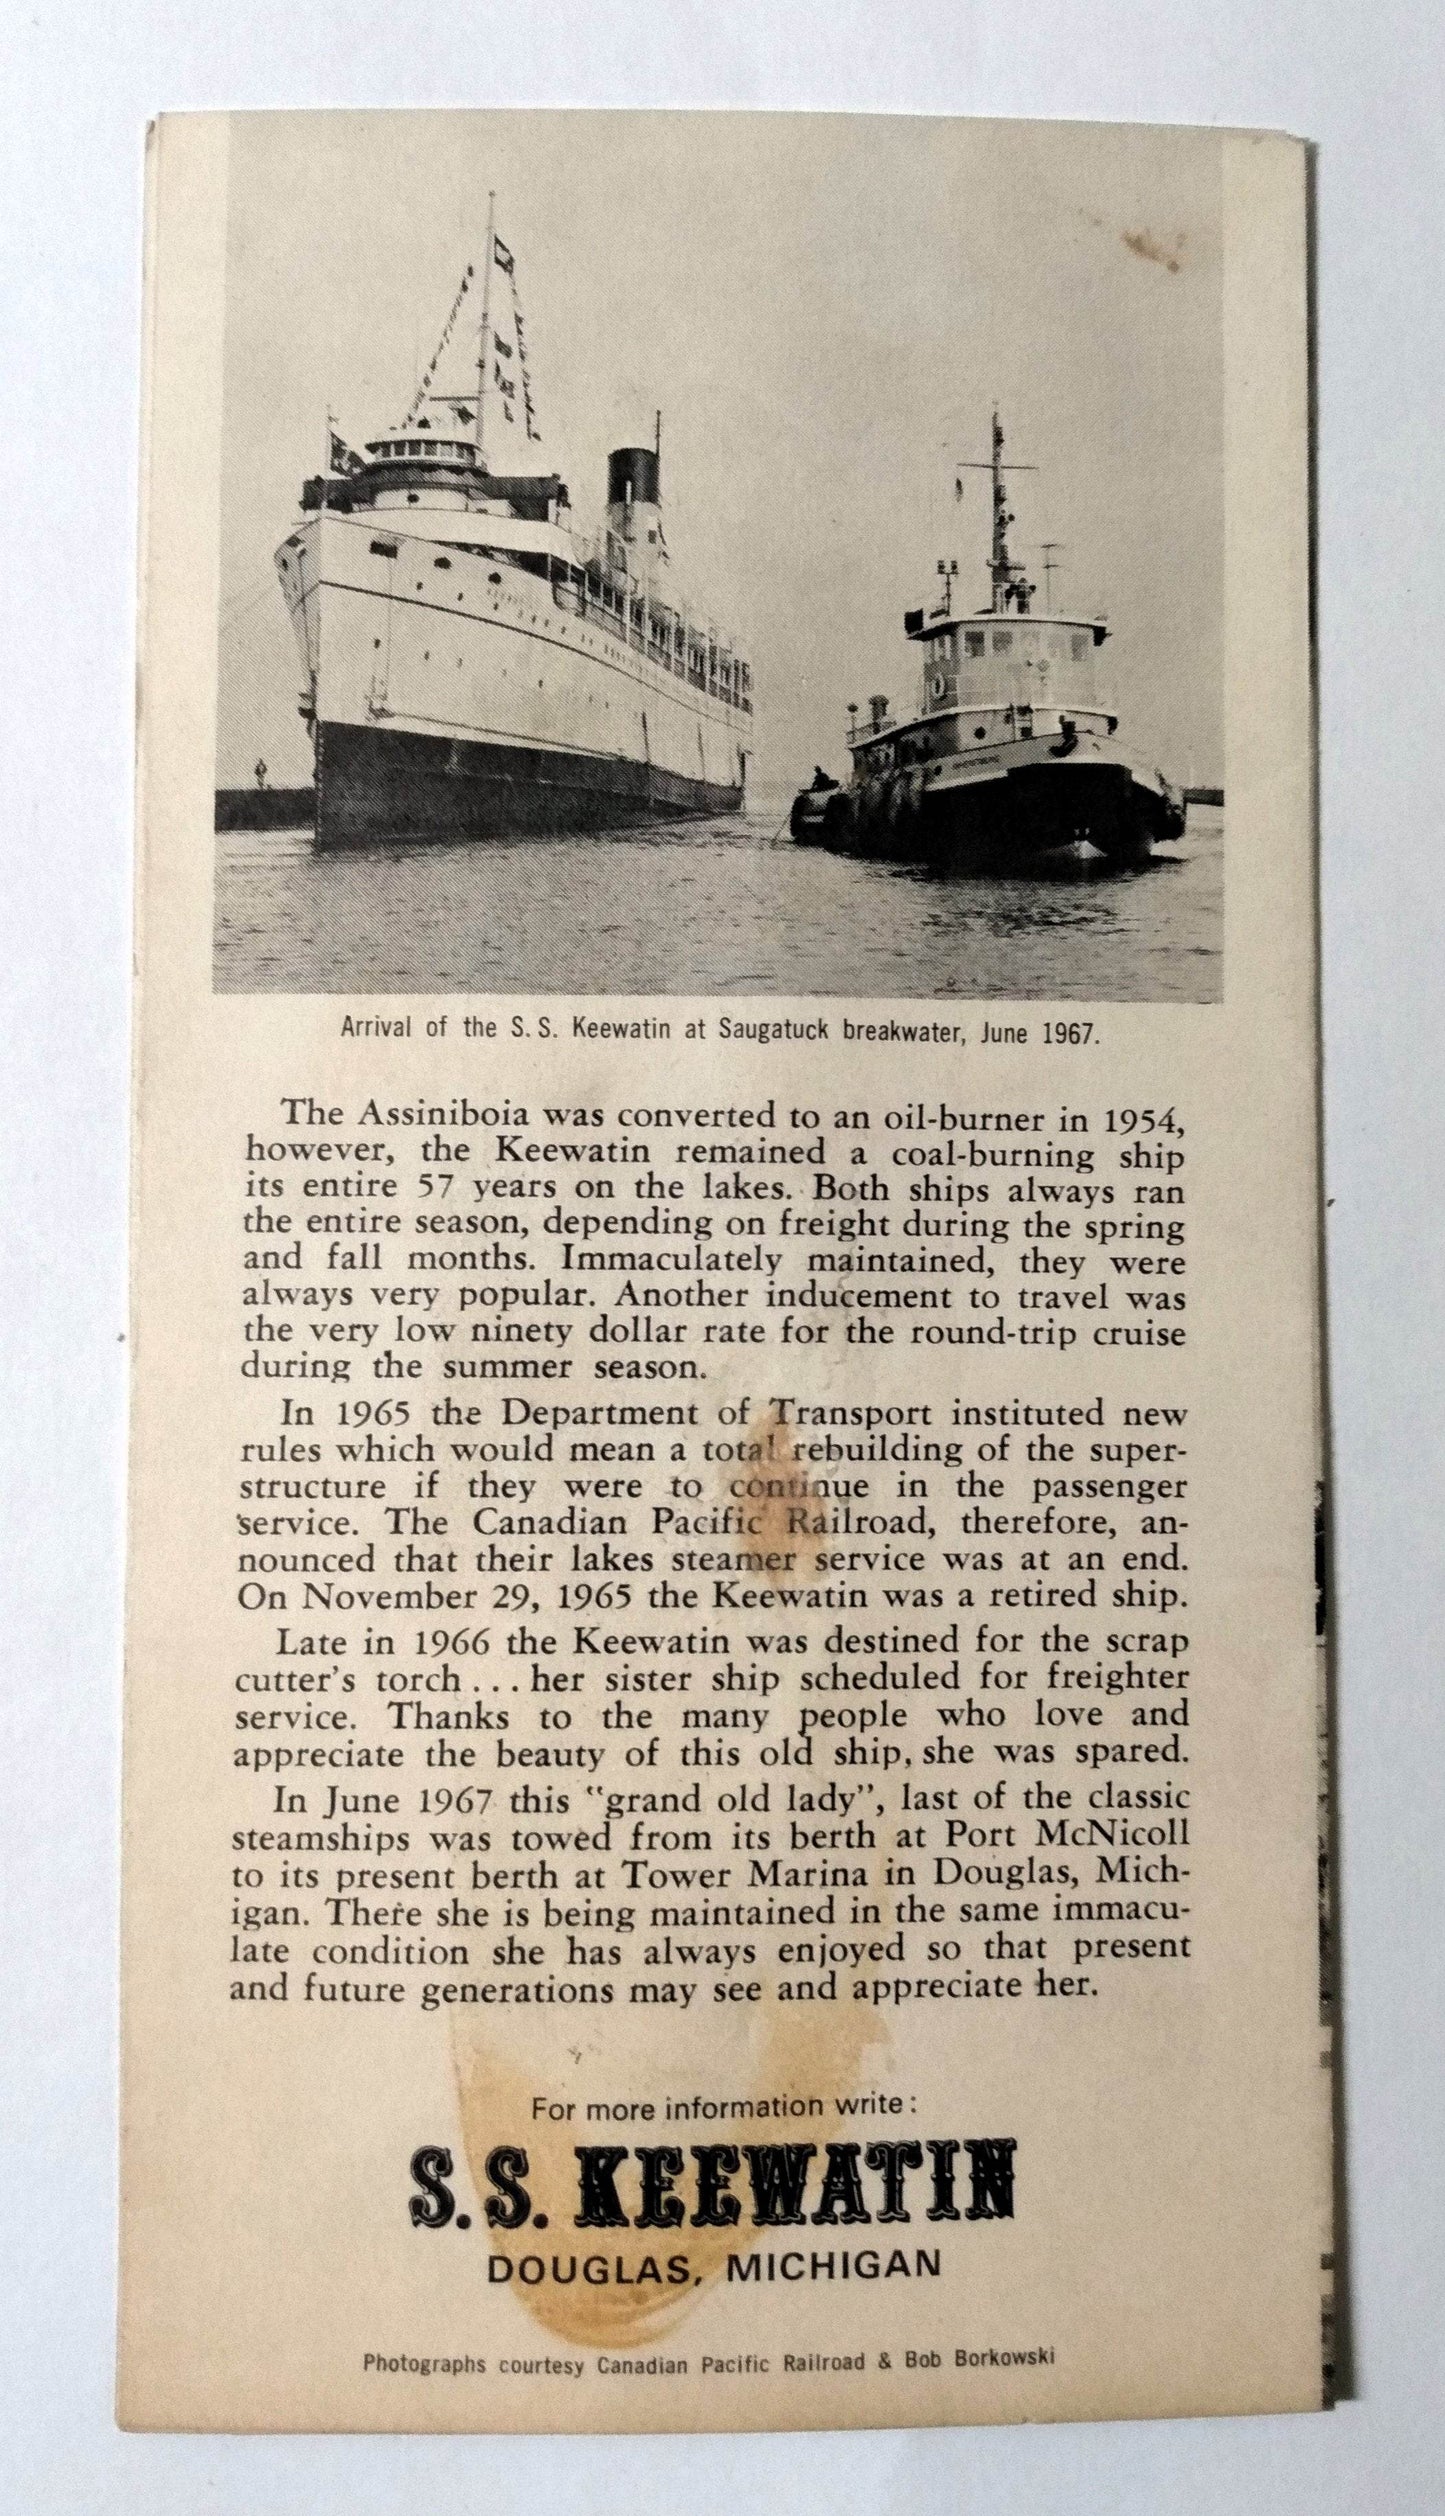 Arrival of the S. S. Keewatin at Saugatuck breakwater, June 1967.
The Assiniboia was converted to an oil-burner in 1954,
however, the Keewatin remained a coal-burning ship
its entire 57 years on the lakes. Both ships always ran
the entire season, depending on freight during the spring
and fall months. Immaculately maintained, they were
always very popular. Another inducement to travel was
the very low ninety dollar rate for the round-trip cruise
during the summer season.
In 1965 the Department of Transport instituted new
rules which would mean a total rebuilding of the super-
structure if they were to continue in the passenger
service. The Canadian Pacific Railroad, therefore, an-
nounced that their lakes steamer service was at an end.
On November 29, 1965 the Keewatin was a retired ship.
Late in 1966 the Keewatin was destined for the scrap
cutter's torch . . . her sister ship scheduled for freighter
service. Thanks to the many people who love and
appreciate the beauty of this old ship, she was spared.
In June 1967 this "grand old lady", last of the classic
steamships was towed from its berth at Port McNicoll
to its present berth at Tower Marina in Douglas, Mich-
igan. There she is being maintained in the same immacu-
late condition she has always enjoyed so that present
and future generations may see and appreciate her.
For more information write:
S.S. KEEWATIN
DOUGLAS, MICHIGAN
Photographs courtesy Canadian Pacific Railroad & Bob Borkowski